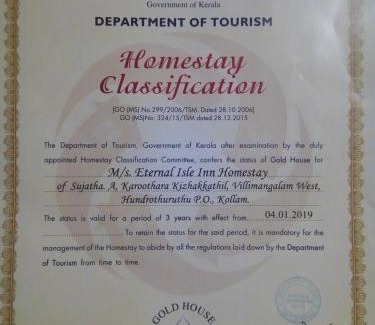 Government of Kerala
DEPARTMENT OF TOURISM
Homestay
Classification
[GO (MS) No.299/2006/TSM, Dated 28.10.2006]
GO (MS)No: 324/15/TSM dated 28.12.2015
The Department of Tourism, Government of Kerala after examination by the duly
appointed Homestay Classification Committee, confers the status of Gold House for
M/s. Eternal Isle Inn Homestay
of Sujatha. A, Karoothara Kizhakkathil, Villimangalam West,
Hundrothuruthu P.O., Kollam.
The status is valid for a period of 3 years with effect from 04.01.2019
To retain the status for the said period, it is mandatory for the
management of the Homestay to abide by all the regulations laid down by the Department
of Tourism from time to time.
GOLD HOUSE